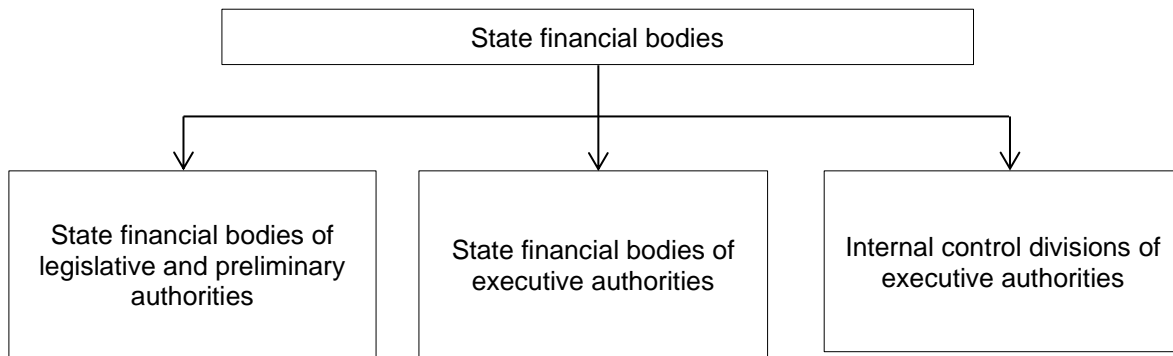 State financial bodies
State financial bodies of
legislative and preliminary
authorities
State financial bodies of
executive authorities
Internal control divisions of
executive authorities